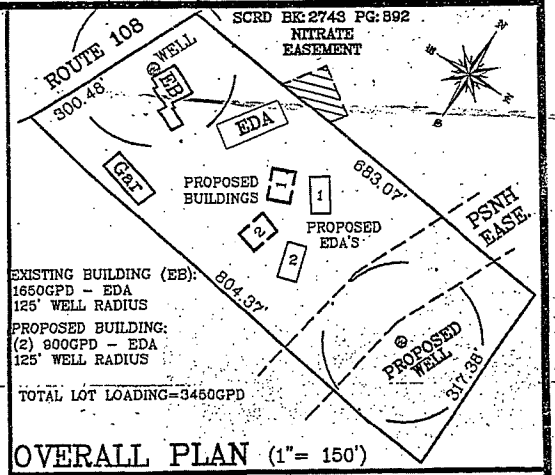 SCRD BK:2743 PG:892
NITRATE
EASEMENT
ROUTE 108
WELL
300.48'
EB
EDA
Gar
683.07'
PROPOSED
BUILDINGS
1
1
PROPOSED
EDA'S
2
2
PSNH
EASE.
N
E
S
W
EXISTING BUILDING (EB):
1650GPD - EDA
125' WELL RADIUS
804.37'
PROPOSED BUILDING:
(2) 900GPD - EDA
125' WELL RADIUS
PROPOSED
WELL
317.38'
TOTAL LOT LOADING=3450GPD
OVERALL PLAN (1"= 150')